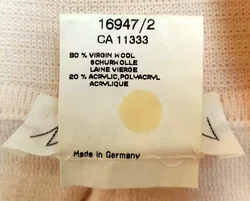 16947/2
CA 11333
80 % VIRGIN WOOL
SCHURWOLLE
LAINE VIERGE
20 % ACRYLIC,POLYACRYL
ACRYLIQUE
Made in Germany